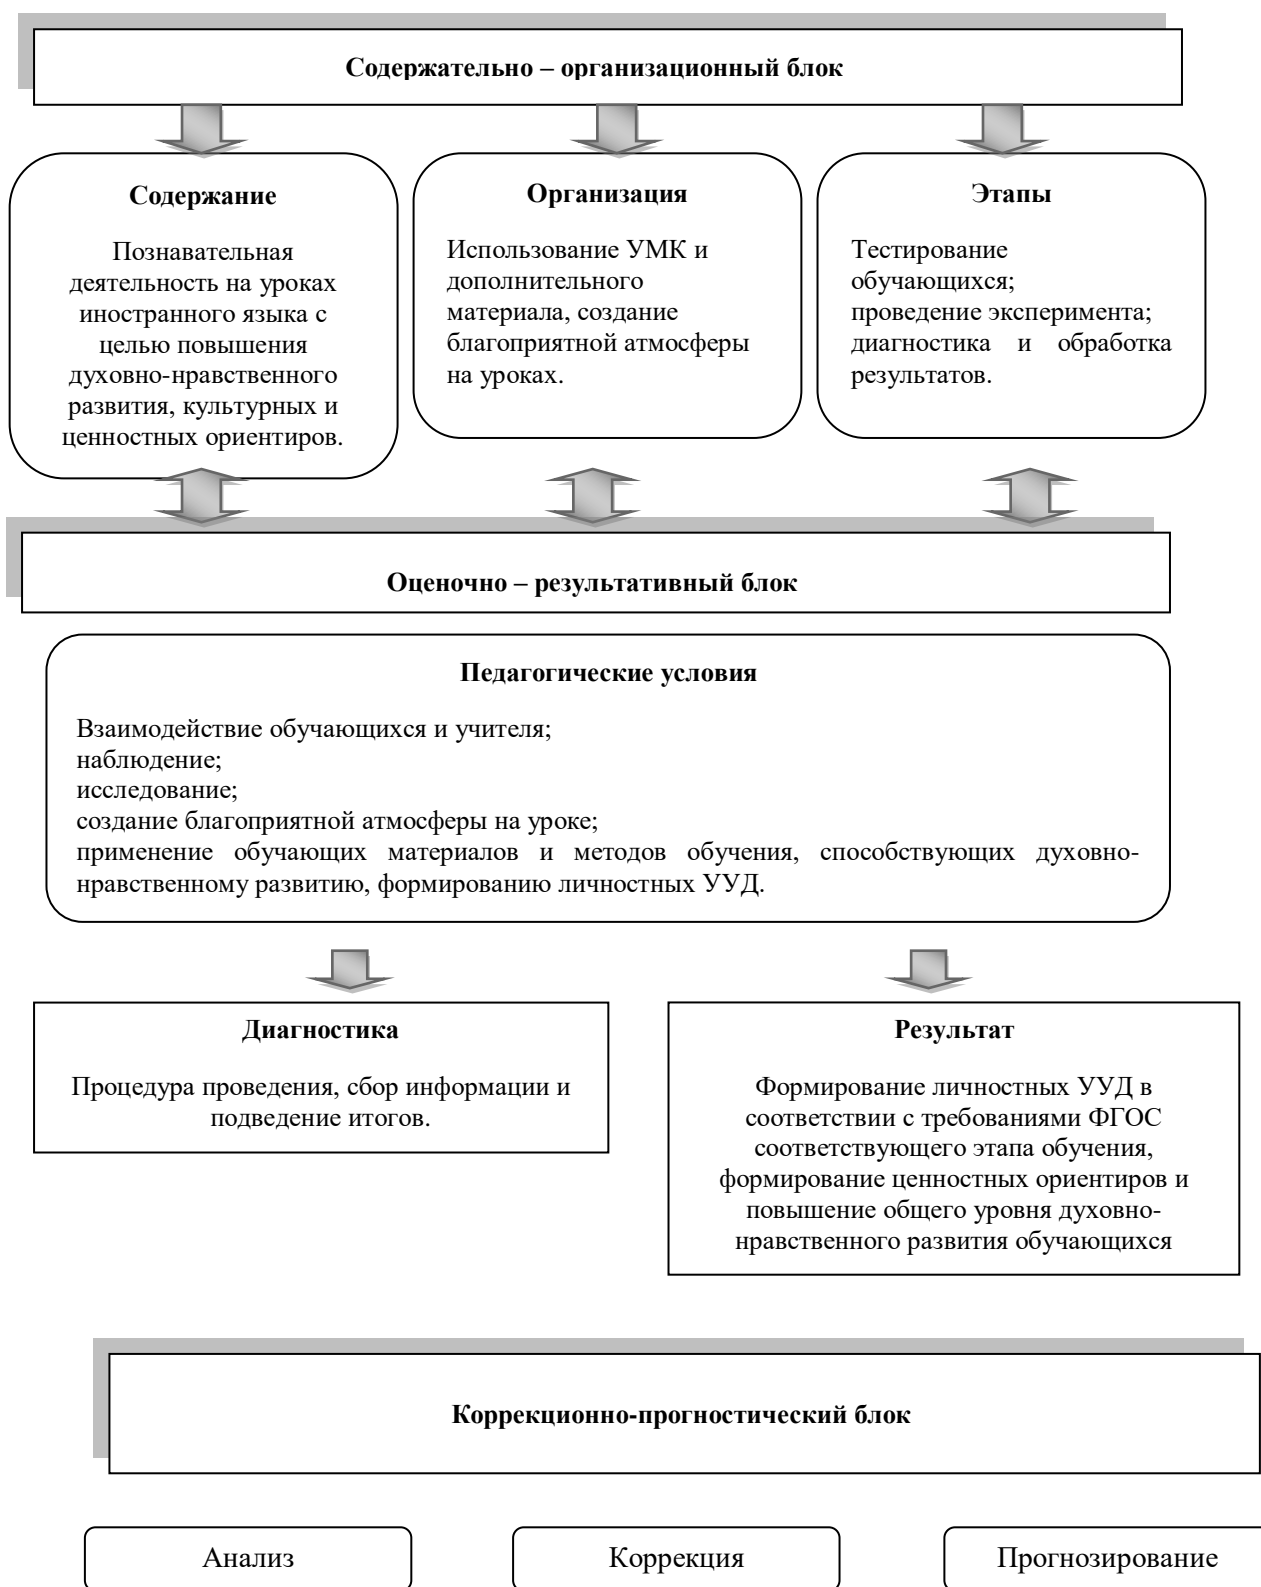 Содержательно – организационный блок
Содержание
Познавательная
деятельность на уроках
иностранного языка с
целью повышения
духовно-нравственного
развития, культурных и
ценностных ориентиров.
Организация
Использование УМК и
дополнительного
материала, создание
благоприятной атмосферы
на уроках.
Этапы
Тестирование
обучающихся;
проведение эксперимента;
диагностика и обработка
результатов.
Оценочно – результативный блок
Педагогические условия
Взаимодействие обучающихся и учителя;
наблюдение;
исследование;
создание благоприятной атмосферы на уроке;
применение обучающих материалов и методов обучения, способствующих духовно-
нравственному развитию, формированию личностных УУД.
Диагностика
Процедура проведения, сбор информации и
подведение итогов.
Результат
Формирование личностных УУД в
соответствии с требованиями ФГОС
соответствующего этапа обучения,
формирование ценностных ориентиров и
повышение общего уровня духовно-
нравственного развития обучающихся
Коррекционно-прогностический блок
Анализ
Коррекция
Прогнозирование